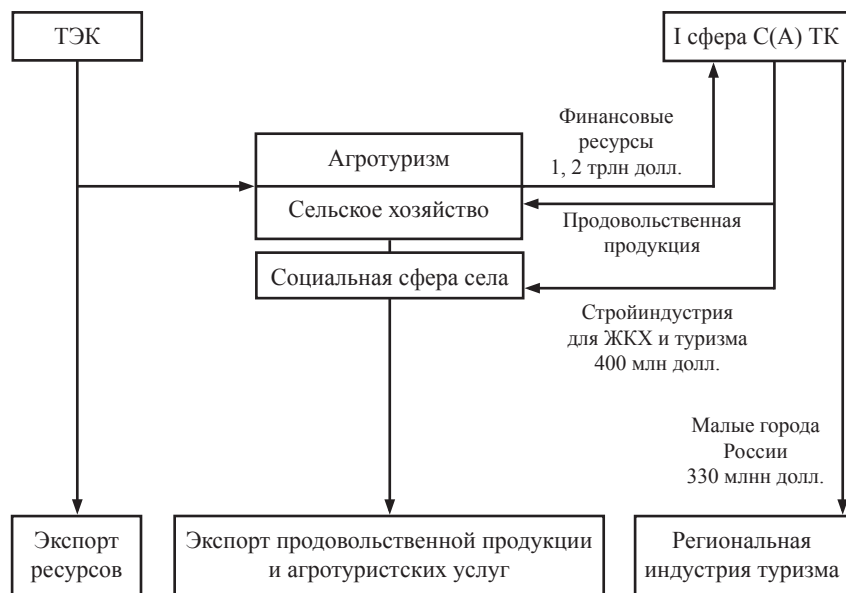 ТЭК
I сфера С(А) ТК
Финансовые
ресурсы
1, 2 трлн долл.
Агротуризм
Сельское хозяйство
Продовольственная
продукция
Социальная сфера села
Стройиндустрия
для ЖКХ и туризма
400 млн долл.
Малые города
России
330 млнн долл.
Экспорт
ресурсов
Экспорт продовольственной продукции
и агротуристских услуг
Региональная
индустрия туризма